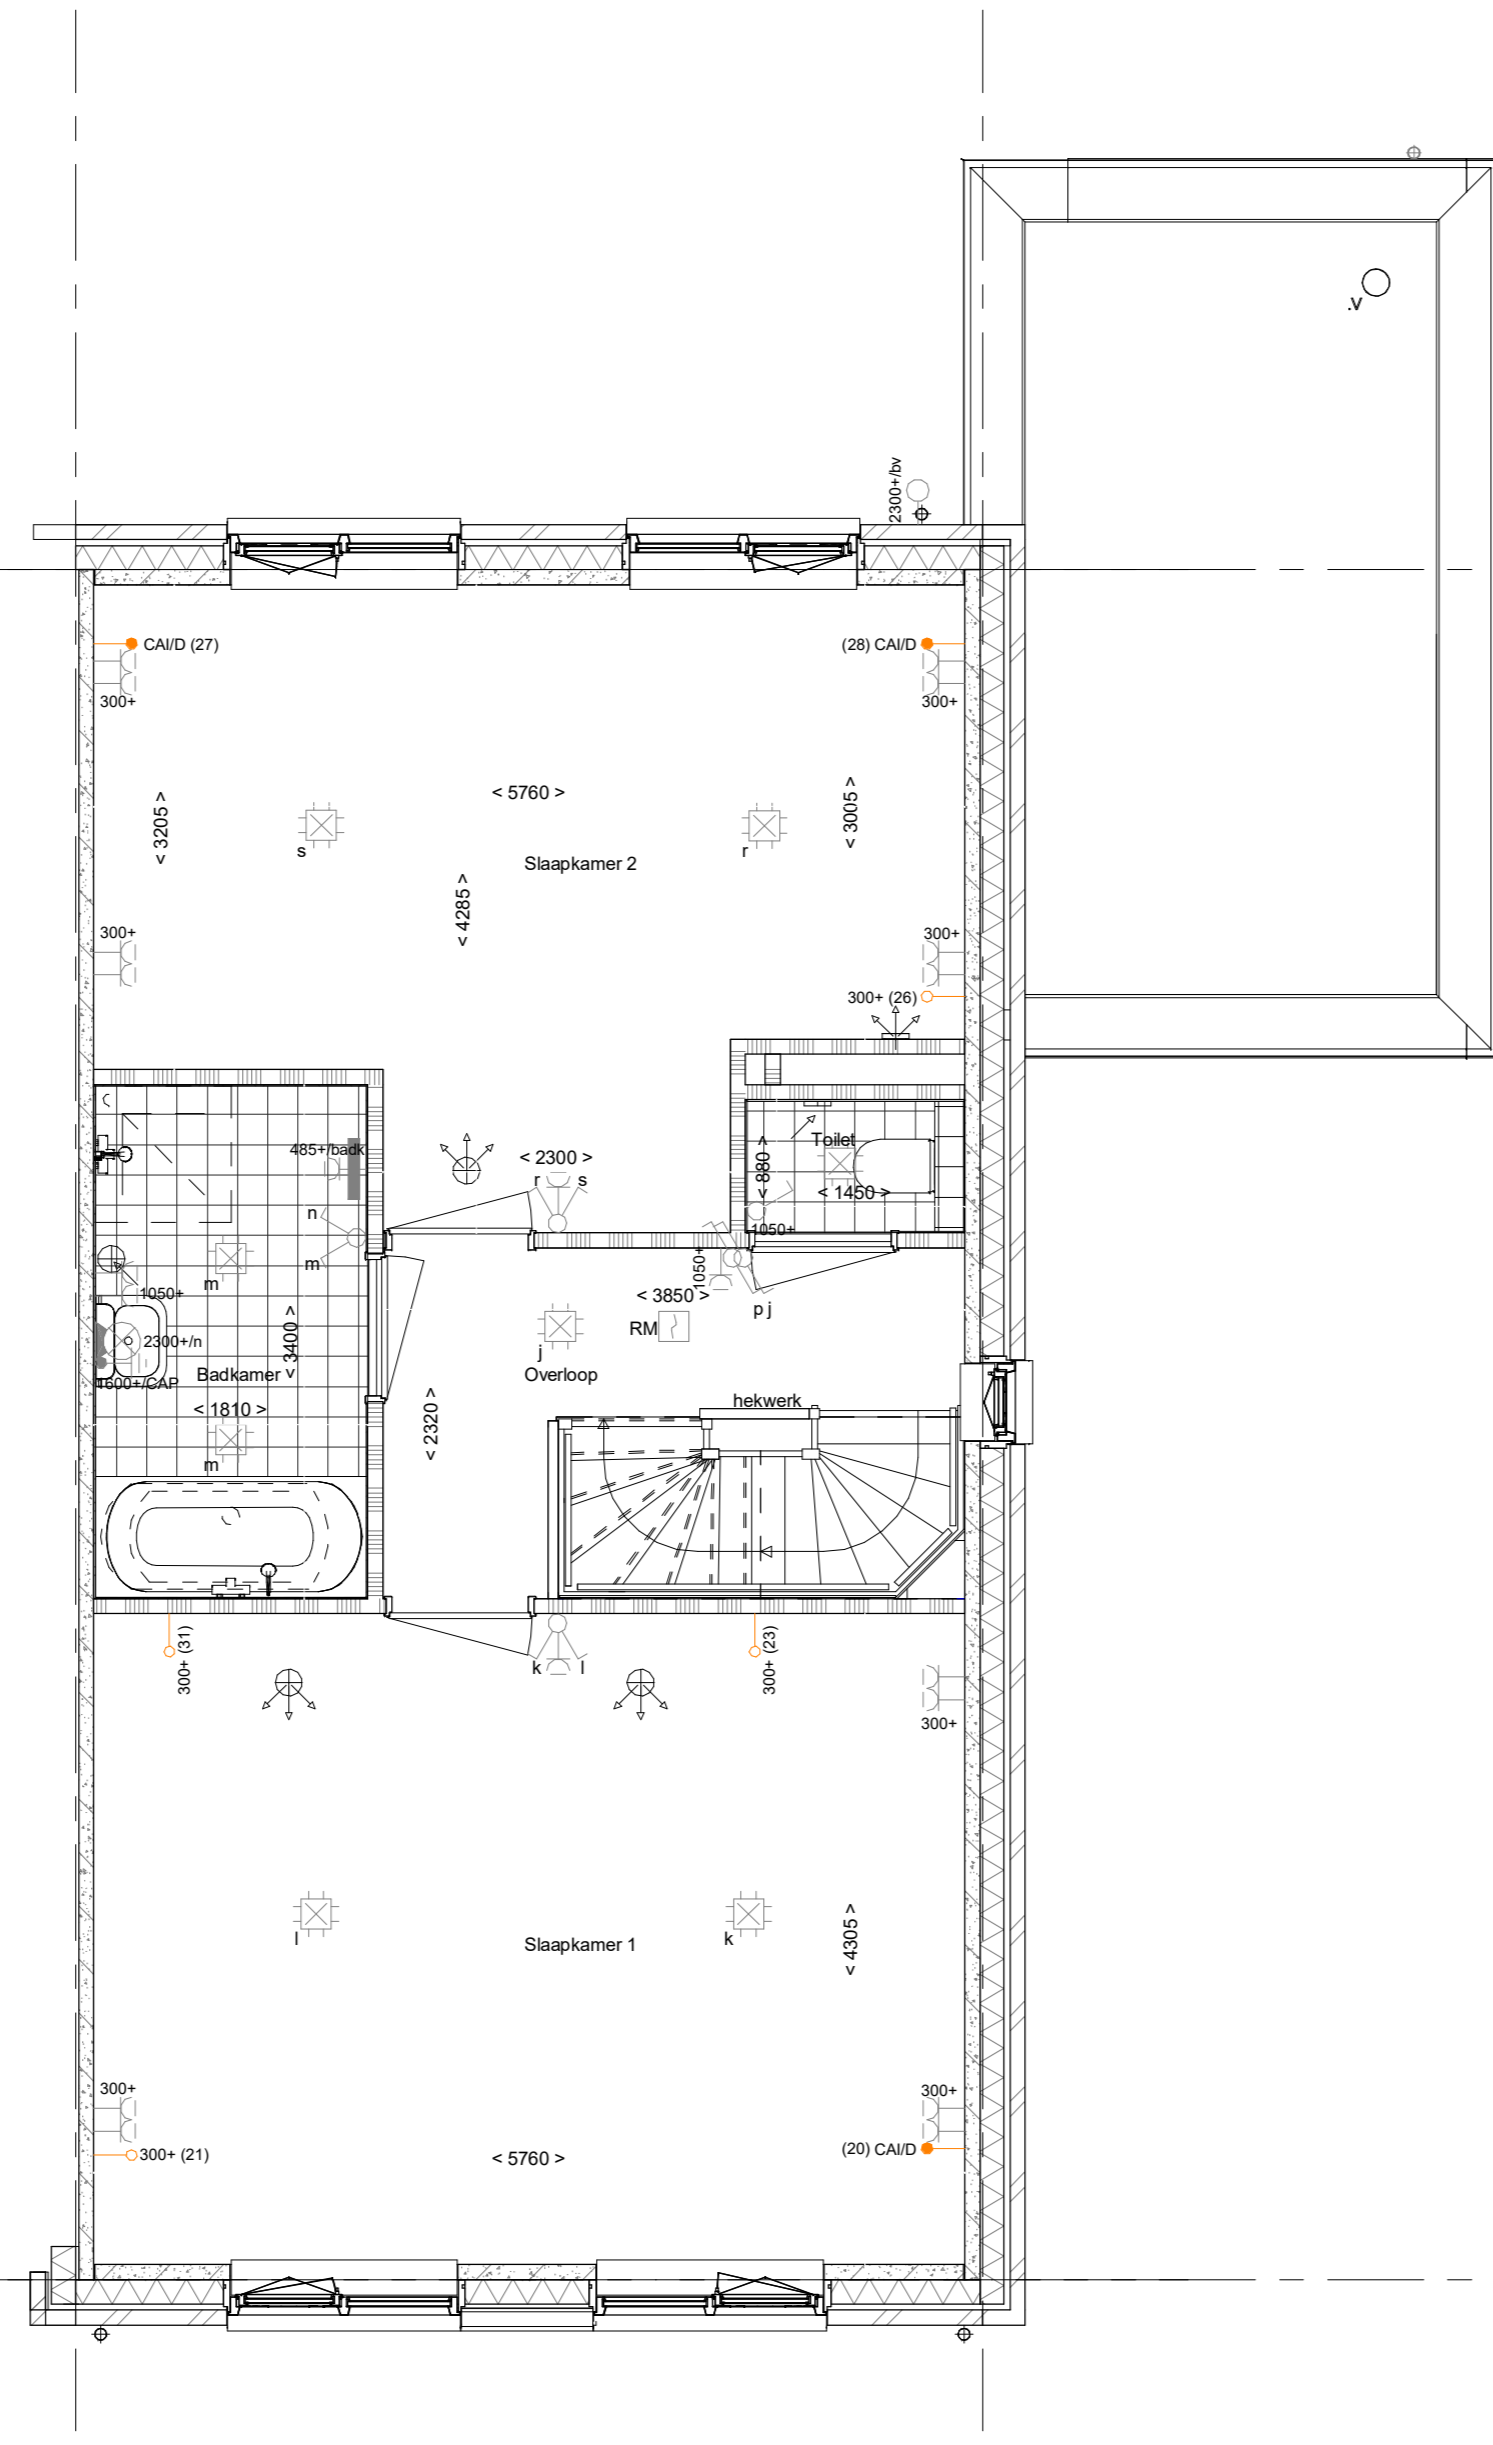 .V
2300+/bv
CAI/D (27)
(28) CAI/D
300+
300+
< 5760 >
< 3205 >
< 3005 >
s
r
Slaapkamer 2
< 4285 >
300+
300+
300+ (26)
485+/badk
< 2300 >
r s
Toilet
< 880 >
< 1450 >
n
m
1050+
1050+
m
1050+
< 3850 >
p j
RM
2300+/n
< 3400 >
j
Badkamer
Overloop
1600+/CAP
hekwerk
< 1810 >
< 2320 >
m
300+ (31)
300+ (23)
k l
300+
l
k
Slaapkamer 1
< 4305 >
300+
300+
300+ (21)
(20) CAI/D
< 5760 >